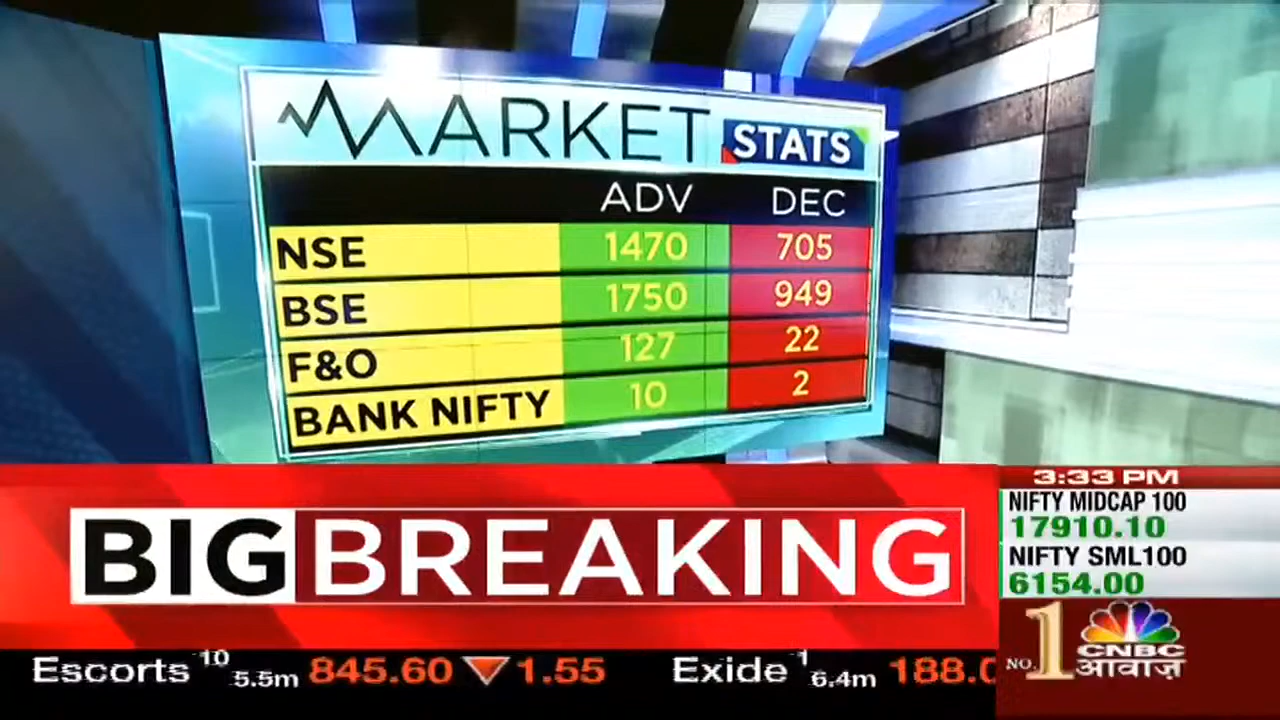 MARKET STATS
ADV DEC
NSE 1470 705
BSE 1750 949
F&O 127 22
BANK NIFTY 10 2
BIG BREAKING
3:33 PM
NIFTY MIDCAP 100
17910.10
NIFTY SML100
6154.00
NO.1 CNBC
आवाज़
Escorts 10 5.5m 845.60 ▼ 1.55 Exide 1 6.4m 188.0